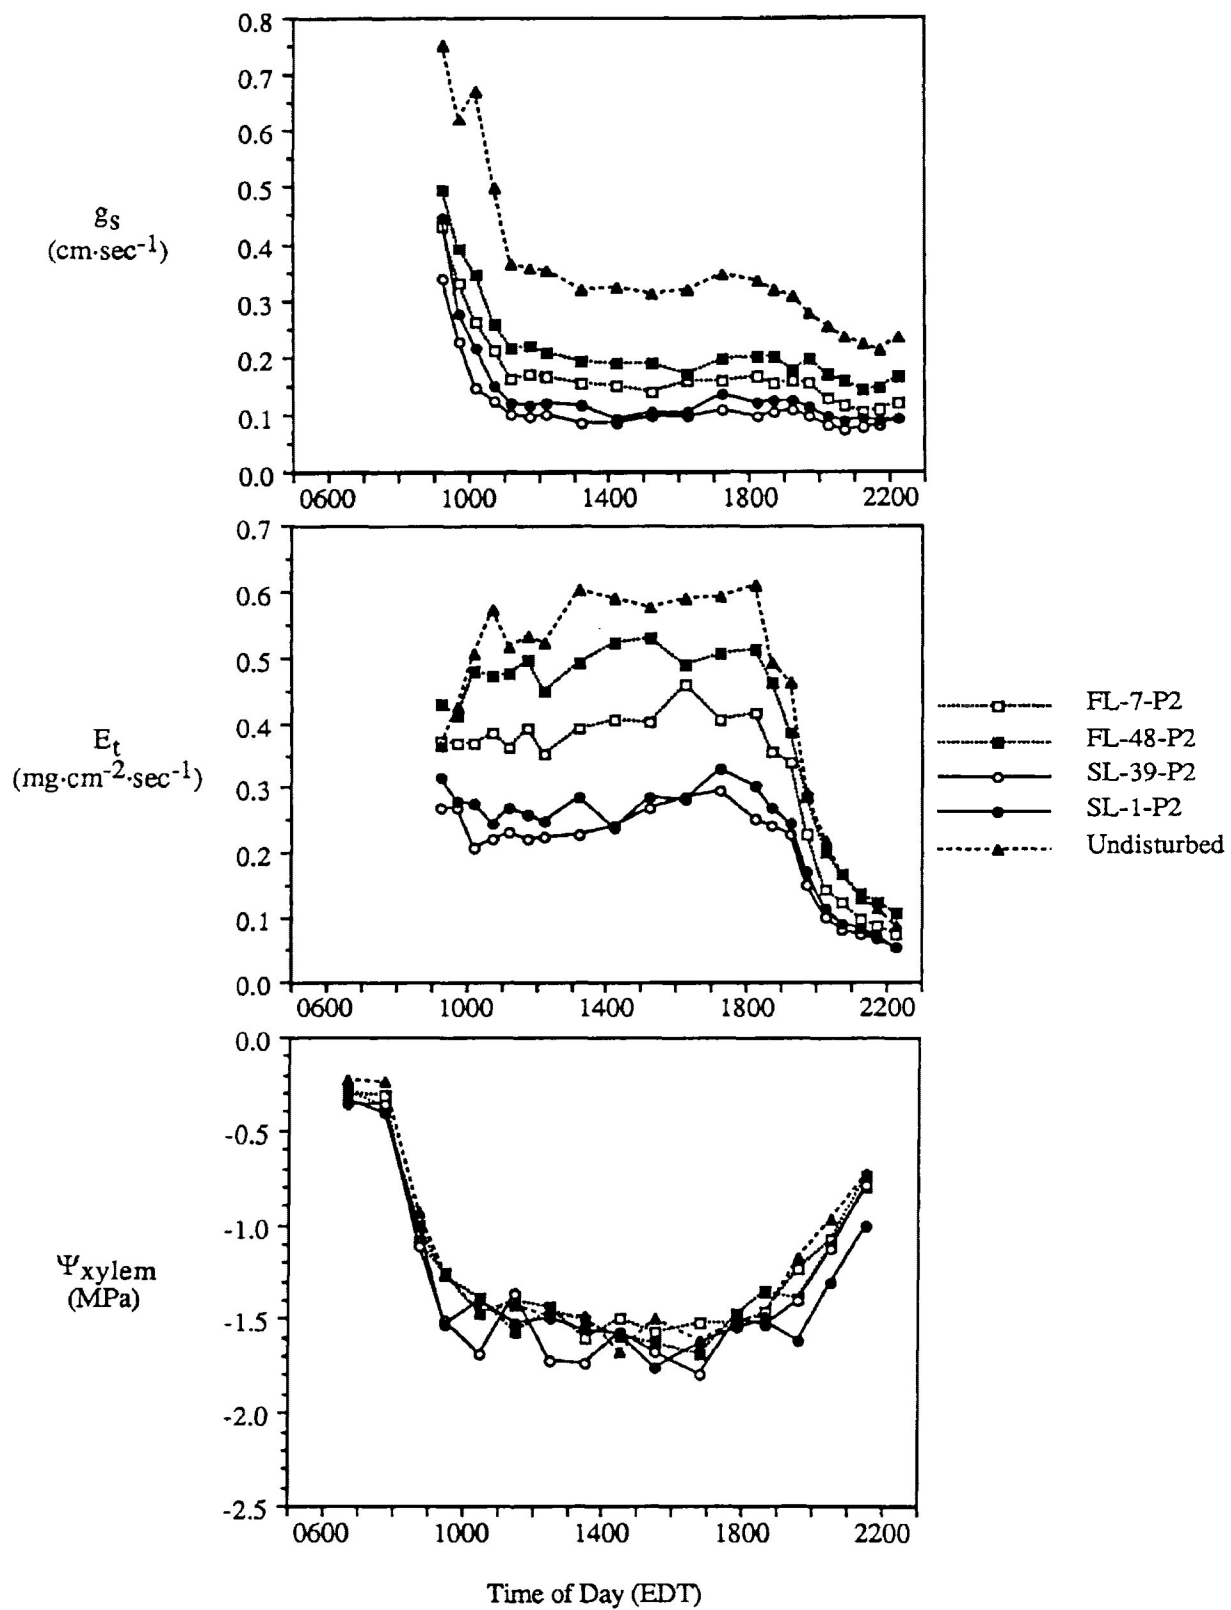 0.8
0.7
0.6
0.5
0.4
0.3
0.2
0.1
0.0
gs
(cm·sec-1)
0600 1000 1400 1800 2200
0.7
0.6
0.5
0.4
0.3
0.2
0.1
0.0
Et
(mg·cm-2·sec-1)
0600 1000 1400 1800 2200
FL-7-P2
FL-48-P2
SL-39-P2
SL-1-P2
Undisturbed
0.0
-0.5
-1.0
-1.5
-2.0
-2.5
Ψxylem
(MPa)
0600 1000 1400 1800 2200
Time of Day (EDT)